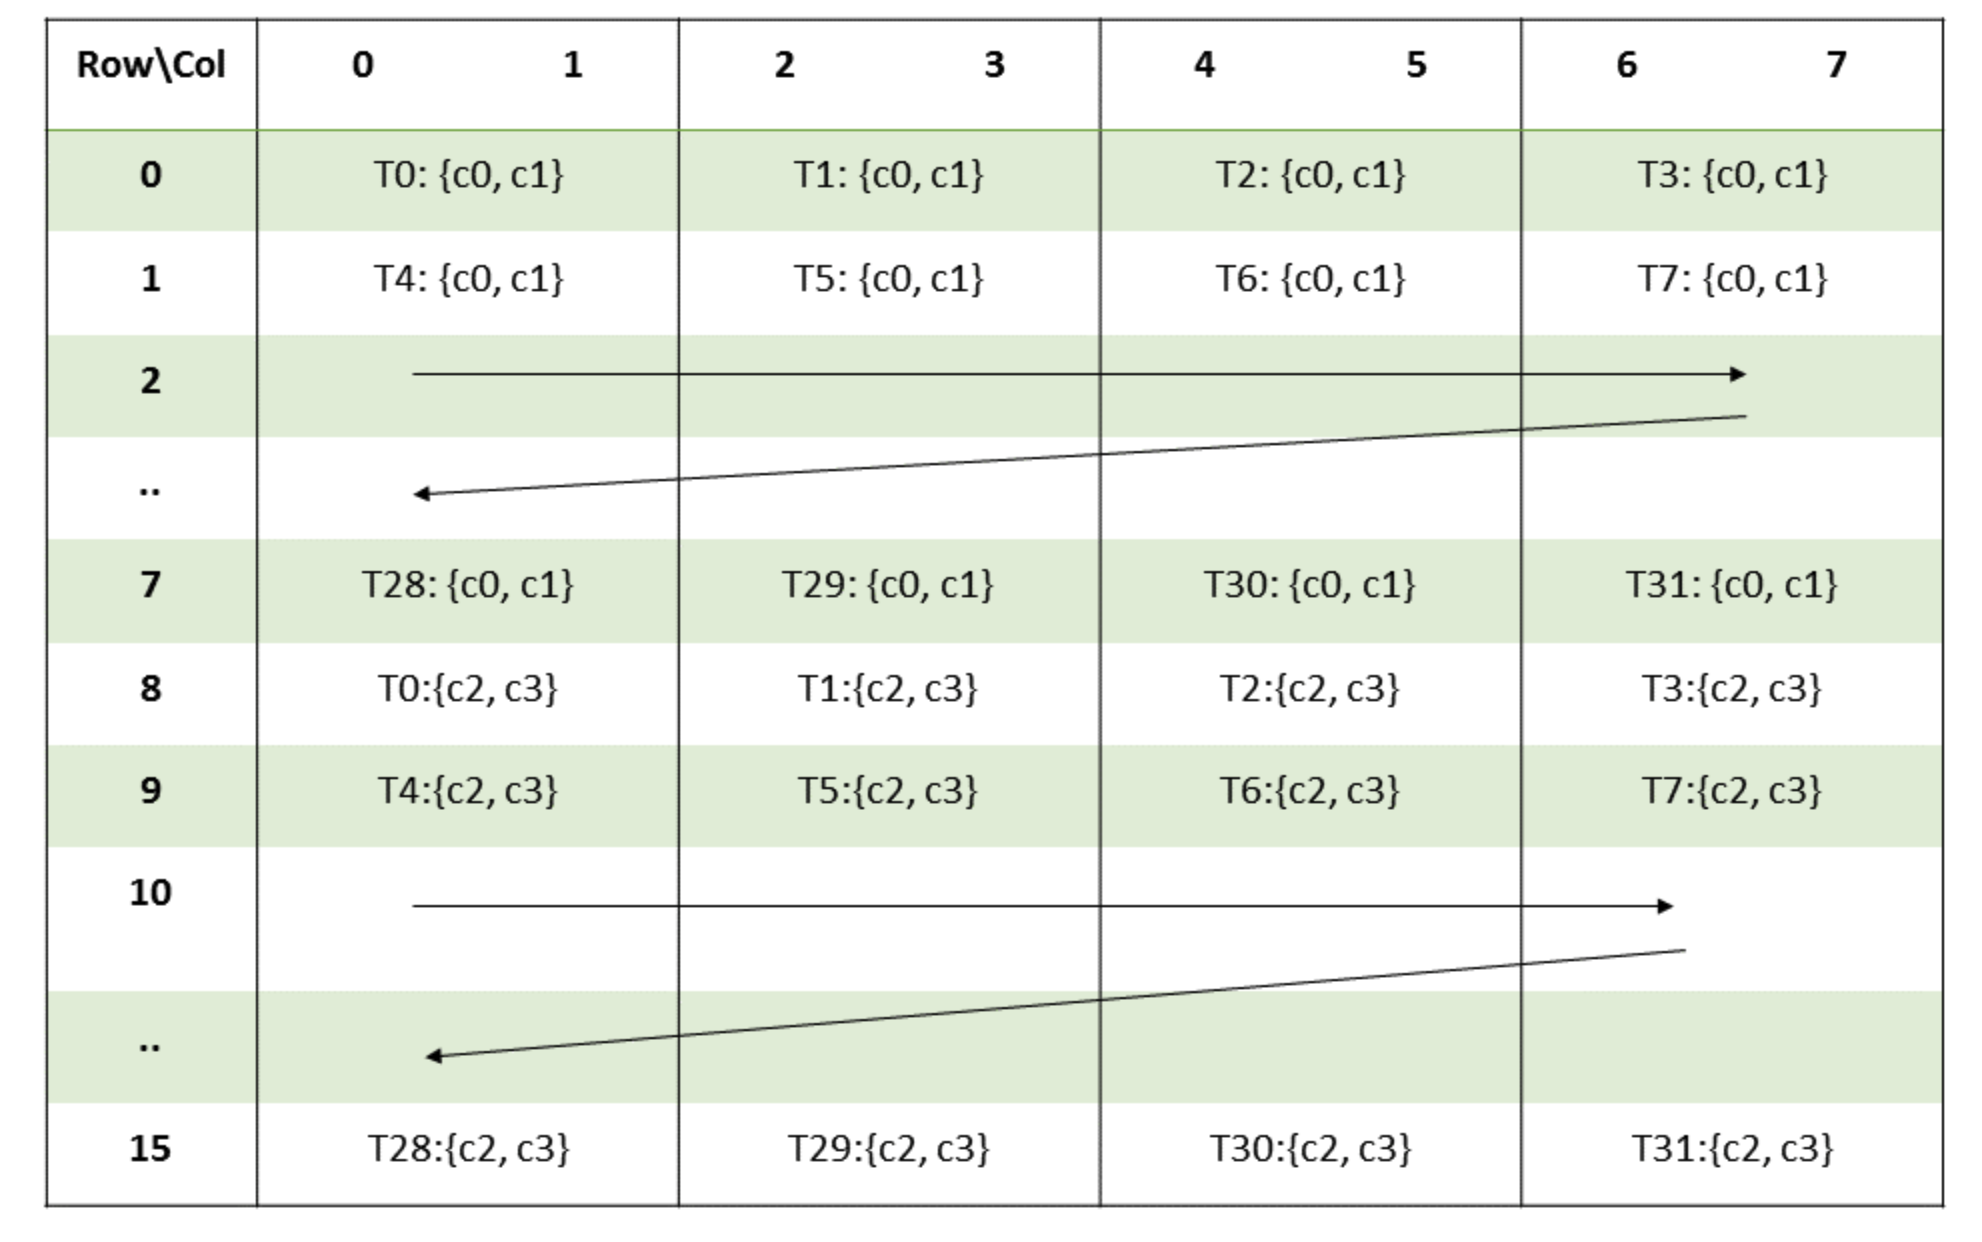 Row\Col 0 1 2 3 4 5 6 7
0 T0: {c0, c1} T1: {c0, c1} T2: {c0, c1} T3: {c0, c1}
1 T4: {c0, c1} T5: {c0, c1} T6: {c0, c1} T7: {c0, c1}
2
..
7 T28: {c0, c1} T29: {c0, c1} T30: {c0, c1} T31: {c0, c1}
8 T0:{c2, c3} T1:{c2, c3} T2:{c2, c3} T3:{c2, c3}
9 T4:{c2, c3} T5:{c2, c3} T6:{c2, c3} T7:{c2, c3}
10
..
15 T28:{c2, c3} T29:{c2, c3} T30:{c2, c3} T31:{c2, c3}